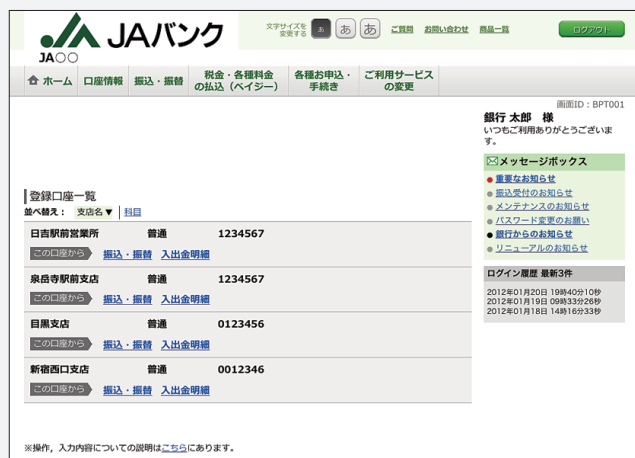 JAバンク
JA〇〇
文字サイズを
変更する
あ あ あ
ご質問 お問い合わせ 商品一覧
ログアウト
ホーム 口座情報 振込・振替 税金・各種料金の払込（ペイジー） 各種お申込・手続き ご利用サービスの変更
画面ID：BPT001
銀行 太郎 様
いつもご利用ありがとうございま
す。
メッセージボックス
重要なお知らせ
振込受付のお知らせ
メンテナンスのお知らせ
パスワード変更のお願い
銀行からのお知らせ
リニューアルのお知らせ
ログイン履歴 最新3件
2012年01月20日 19時40分10秒
2012年01月19日 09時33分26秒
2012年01月18日 14時16分33秒
登録口座一覧
並べ替え： 支店名▼ 科目
日吉駅前営業所 普通 1234567
この口座から 振込・振替 入出金明細
泉岳寺駅前支店 普通 1234567
この口座から 振込・振替 入出金明細
目黒支店 普通 0123456
この口座から 振込・振替 入出金明細
新宿西口支店 普通 0012346
この口座から 振込・振替 入出金明細
※操作，入力内容についての説明はこちらにあります。